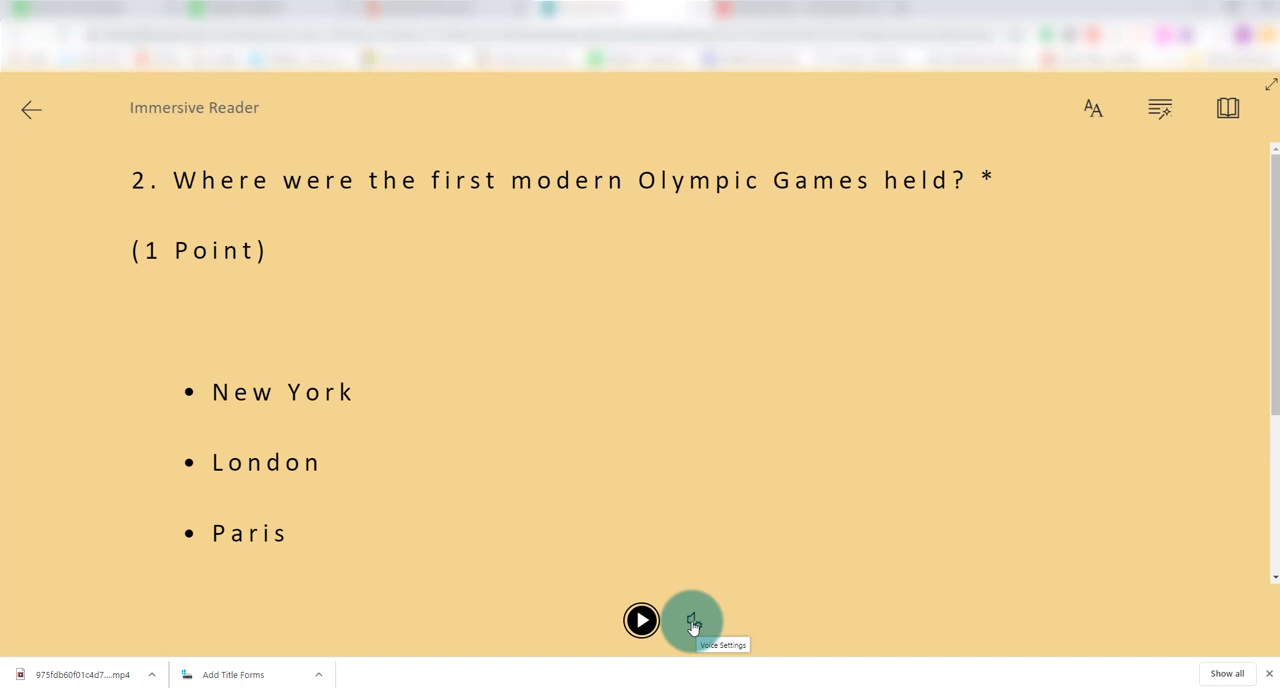 Immersive Reader
2. Where were the first modern Olympic Games held? *
(1 Point)
• New York
• London
• Paris
Voice Settings
975fdb60f01c4d7....mp4
Add Title Forms
Show all